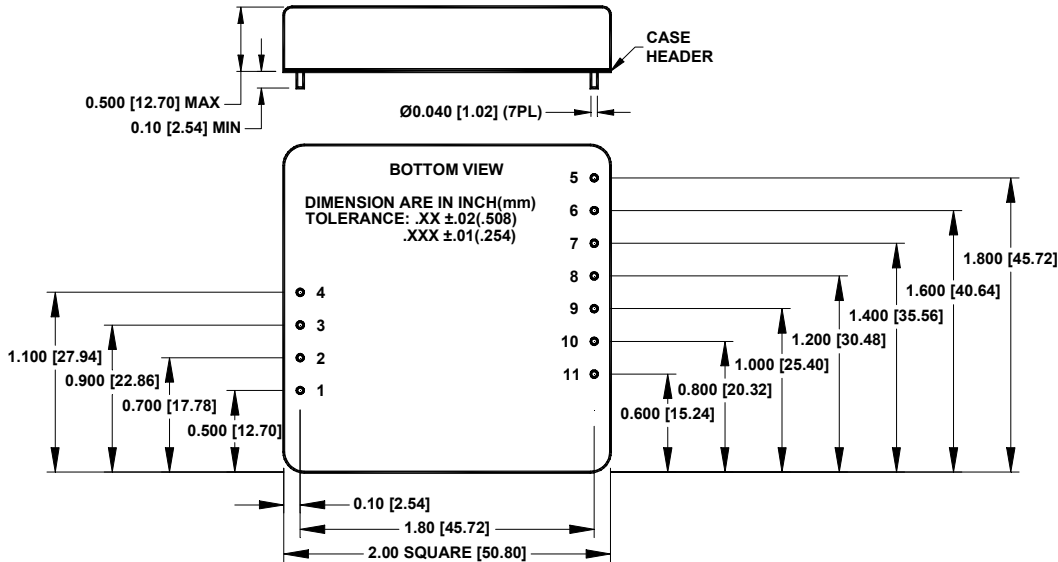 CASE
HEADER
0.500 [12.70] MAX
0.10 [2.54] MIN
Ø0.040 [1.02] (7PL)
BOTTOM VIEW
DIMENSION ARE IN INCH(mm)
TOLERANCE: .XX ±.02(.508)
.XXX ±.01(.254)
5
6
7
8
9
10
11
4
3
2
1
1.800 [45.72]
1.600 [40.64]
1.400 [35.56]
1.200 [30.48]
1.000 [25.40]
0.800 [20.32]
0.600 [15.24]
1.100 [27.94]
0.900 [22.86]
0.700 [17.78]
0.500 [12.70]
0.10 [2.54]
1.80 [45.72]
2.00 SQUARE [50.80]